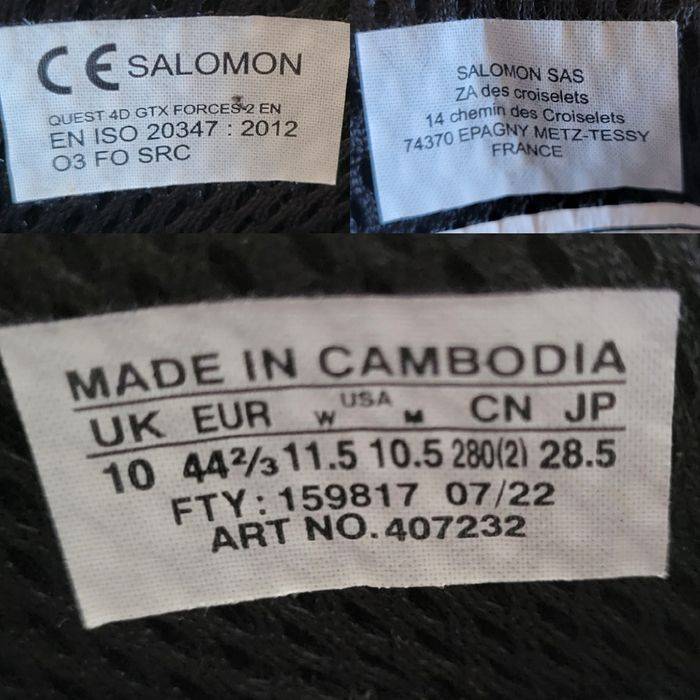 CE SALOMON
QUEST 4D GTX FORCES 2 EN
EN ISO 20347 : 2012
O3 FO SRC
SALOMON SAS
ZA des croiselets
14 chemin des Croiselets
74370 EPAGNY METZ-TESSY
FRANCE
MADE IN CAMBODIA
UK EUR W USA M CN JP
10 44²/₃ 11.5 10.5 280(2) 28.5
FTY: 159817 07/22
ART NO. 407232